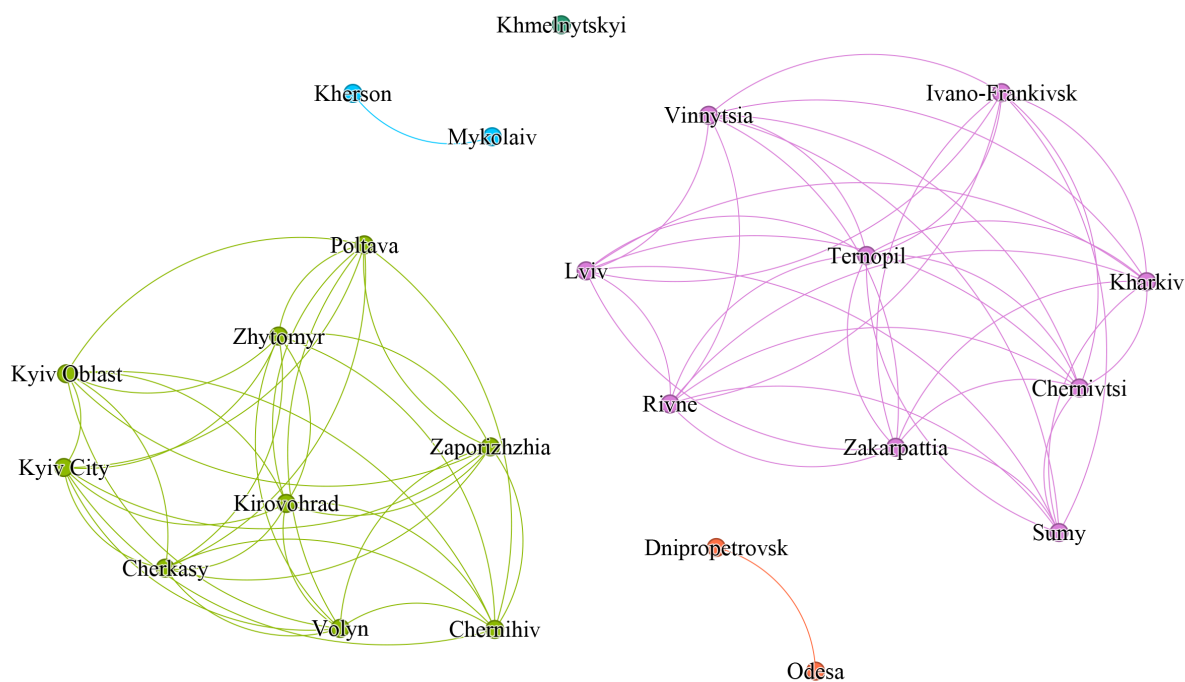 Khmelnytskyi
Kherson
Ivano-Frankivsk
Vinnytsia
Mykolaiv
Poltava
Ternopil
Lviv
Kharkiv
Zhytomyr
Kyiv Oblast
Chernivtsi
Rivne
Zaporizhzhia
Zakarpattia
Kyiv City
Kirovohrad
Sumy
Dnipropetrovsk
Cherkasy
Volyn
Chernihiv
Odesa